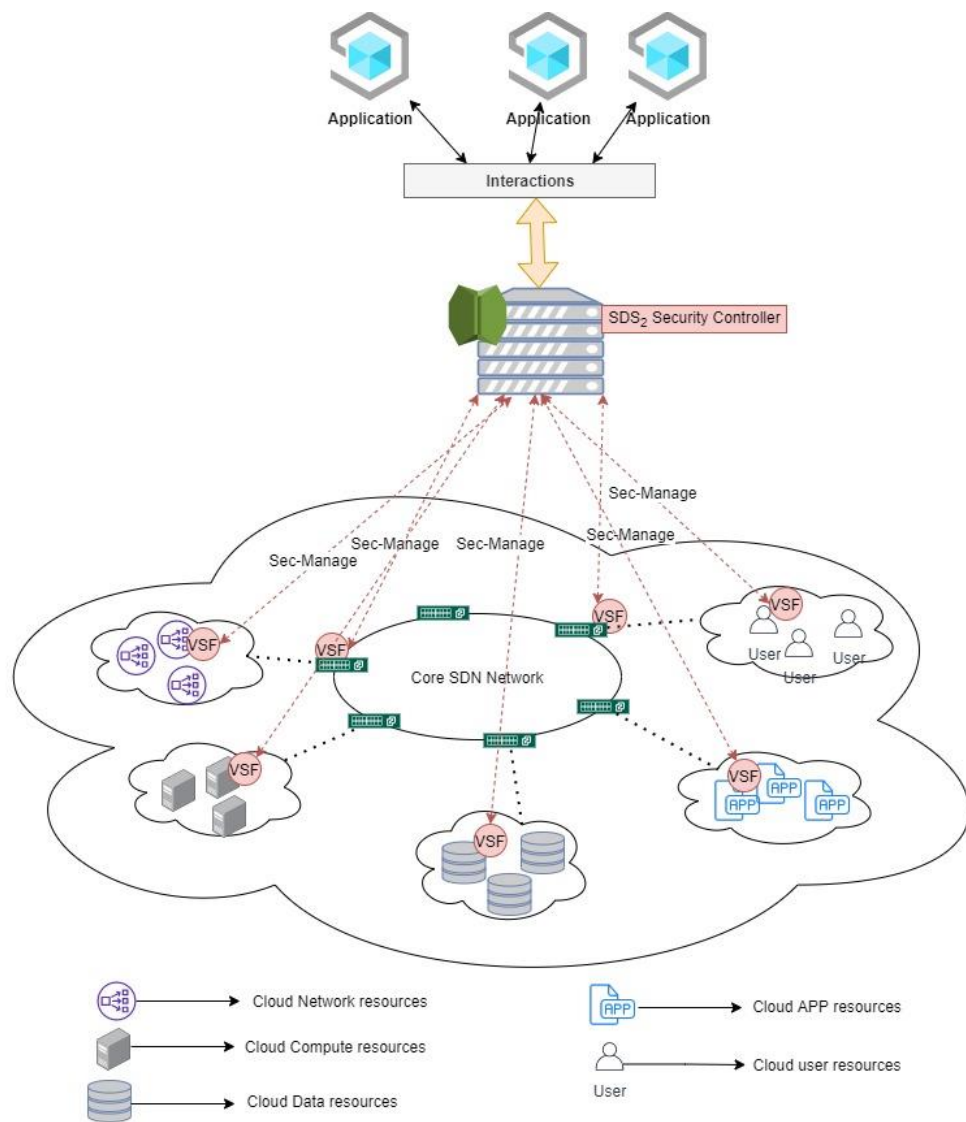 Application
Application
Application
Interactions
SDS₂ Security Controller
Sec-Manage
Sec-Manage
Sec-Manage
Sec-Manage
Sec-Manage
VSF
VSF
VSF
VSF
User
User
User
Core SDN Network
VSF
VSF
APP
APP
APP
VSF
Cloud Network resources
Cloud Compute resources
Cloud Data resources
APP
Cloud APP resources
User
Cloud user resources